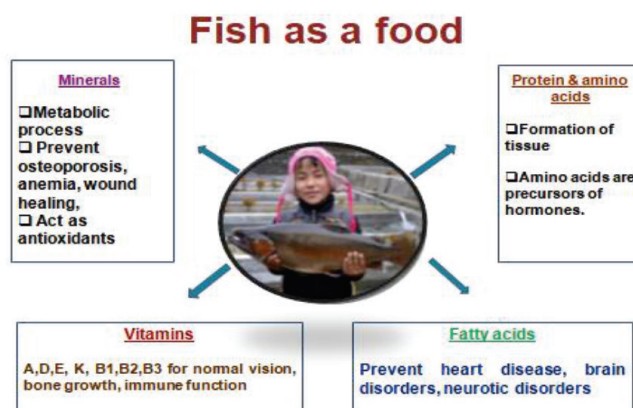 Fish as a food
Minerals
❑Metabolic
process
❑ Prevent
osteoporosis,
anemia, wound
healing,
❑ Act as
antioxidants
Protein & amino
acids
❑Formation of
tissue
❑Amino acids are
precursors of
hormones.
Vitamins
A,D,E, K, B1,B2,B3 for normal vision,
bone growth, immune function
Fatty acids
Prevent heart disease, brain
disorders, neurotic disorders